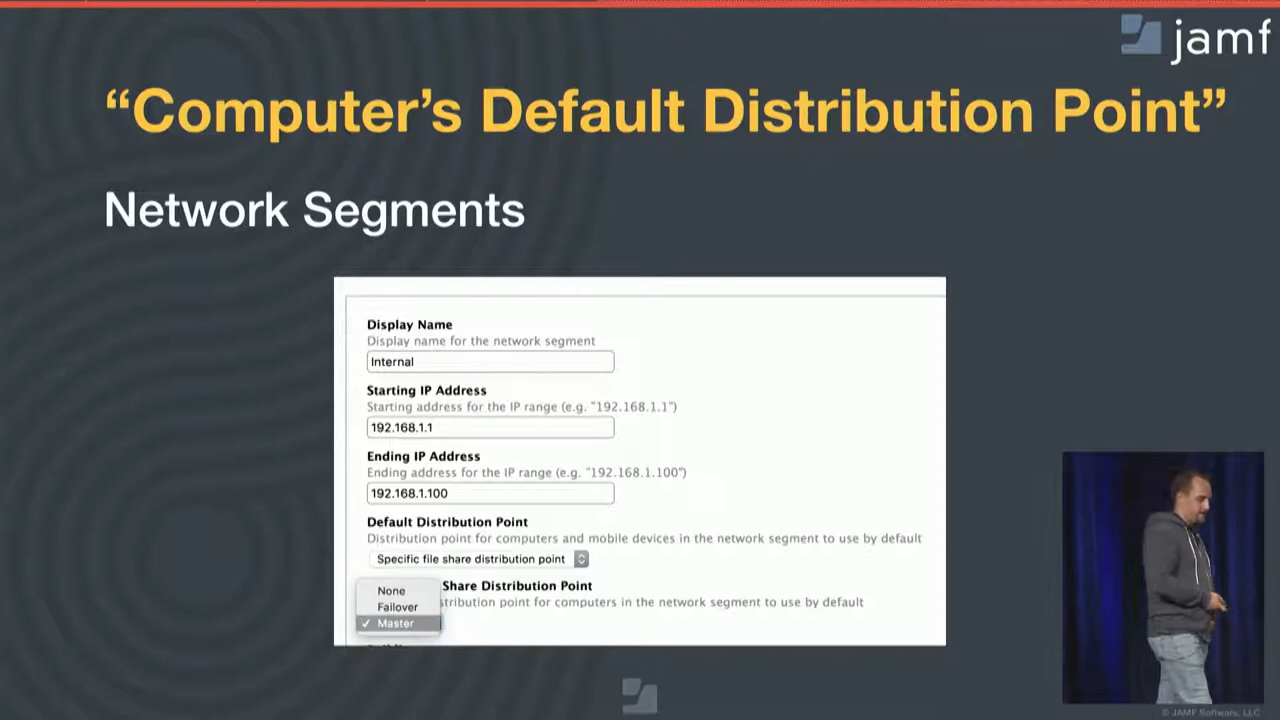 jamf
“Computer’s Default Distribution Point”
Network Segments
Display Name
Display name for the network segment
Internal
Starting IP Address
Starting address for the IP range (e.g. "192.168.1.1")
192.168.1.1
Ending IP Address
Ending address for the IP range (e.g. "192.168.1.100")
192.168.1.100
Default Distribution Point
Distribution point for computers and mobile devices in the network segment to use by default
Specific file share distribution point
Share Distribution Point
stribution point for computers in the network segment to use by default
None
Failover
✓ Master
© JAMF Software, LLC